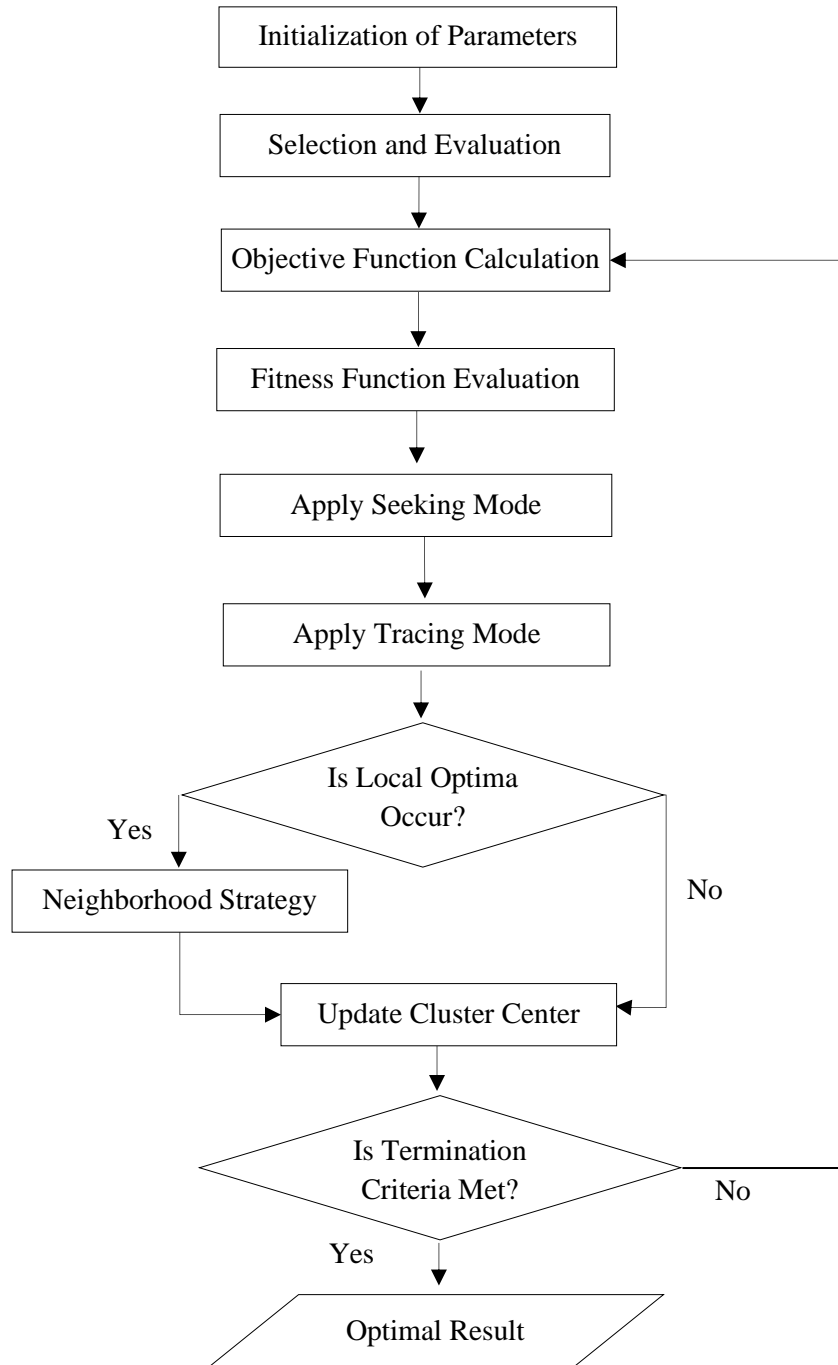 Initialization of Parameters
Selection and Evaluation
Objective Function Calculation
Fitness Function Evaluation
Apply Seeking Mode
Apply Tracing Mode
Is Local Optima
Occur?
Yes
Neighborhood Strategy
No
Update Cluster Center
Is Termination
Criteria Met?
No
Yes
Optimal Result